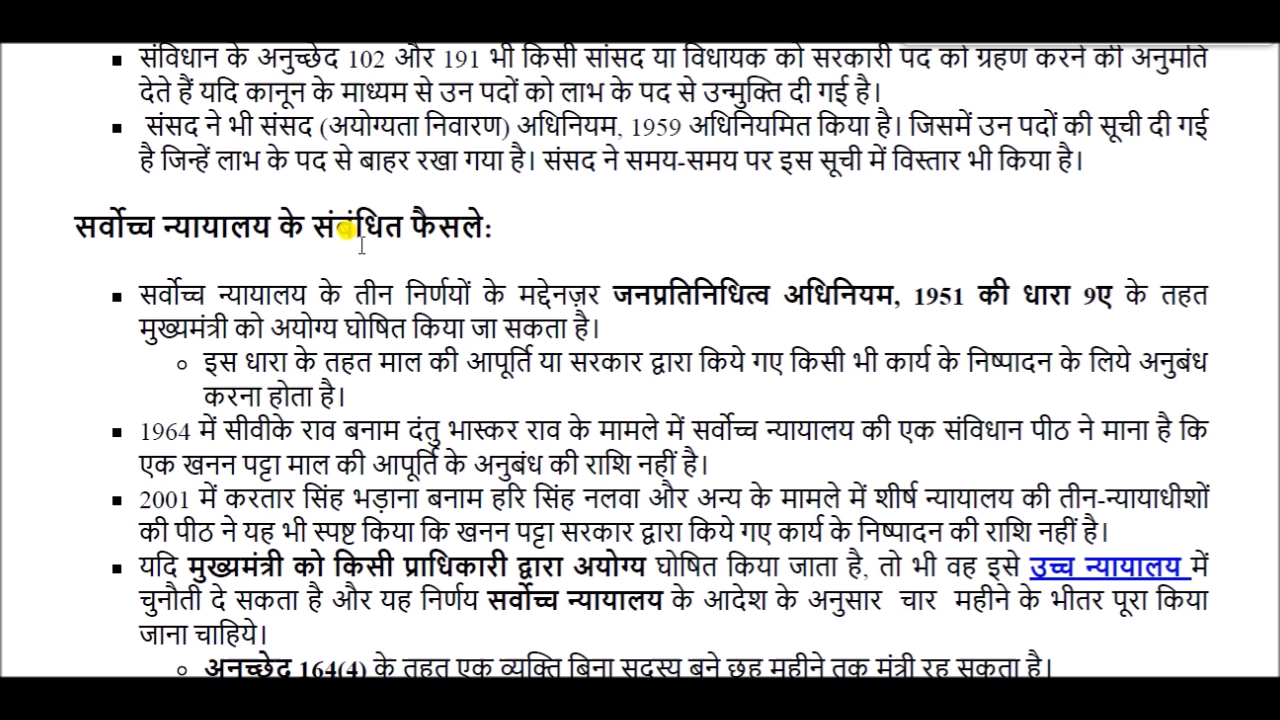 ▪ संविधान के अनुच्छेद 102 और 191 भी किसी सांसद या विधायक को सरकारी पद को ग्रहण करने की अनुमति
देते हैं यदि कानून के माध्यम से उन पदों को लाभ के पद से उन्मुक्ति दी गई है।
▪ संसद ने भी संसद (अयोग्यता निवारण) अधिनियम, 1959 अधिनियमित किया है। जिसमें उन पदों की सूची दी गई
है जिन्हें लाभ के पद से बाहर रखा गया है। संसद ने समय-समय पर इस सूची में विस्तार भी किया है।
सर्वोच्च न्यायालय के संबंधित फैसले:
▪ सर्वोच्च न्यायालय के तीन निर्णयों के मद्देनज़र जनप्रतिनिधित्व अधिनियम, 1951 की धारा 9ए के तहत
मुख्यमंत्री को अयोग्य घोषित किया जा सकता है।
○ इस धारा के तहत माल की आपूर्ति या सरकार द्वारा किये गए किसी भी कार्य के निष्पादन के लिये अनुबंध
करना होता है।
▪ 1964 में सीवीके राव बनाम दंतु भास्कर राव के मामले में सर्वोच्च न्यायालय की एक संविधान पीठ ने माना है कि
एक खनन पट्टा माल की आपूर्ति के अनुबंध की राशि नहीं है।
▪ 2001 में करतार सिंह भड़ाना बनाम हरि सिंह नलवा और अन्य के मामले में शीर्ष न्यायालय की तीन-न्यायाधीशों
की पीठ ने यह भी स्पष्ट किया कि खनन पट्टा सरकार द्वारा किये गए कार्य के निष्पादन की राशि नहीं है।
▪ यदि मुख्यमंत्री को किसी प्राधिकारी द्वारा अयोग्य घोषित किया जाता है, तो भी वह इसे उच्च न्यायालय में
चुनौती दे सकता है और यह निर्णय सर्वोच्च न्यायालय के आदेश के अनुसार चार महीने के भीतर पूरा किया
जाना चाहिये।
○ अनुच्छेद 164(4) के तहत एक व्यक्ति बिना सदस्य बने छह महीने तक मंत्री रह सकता है।